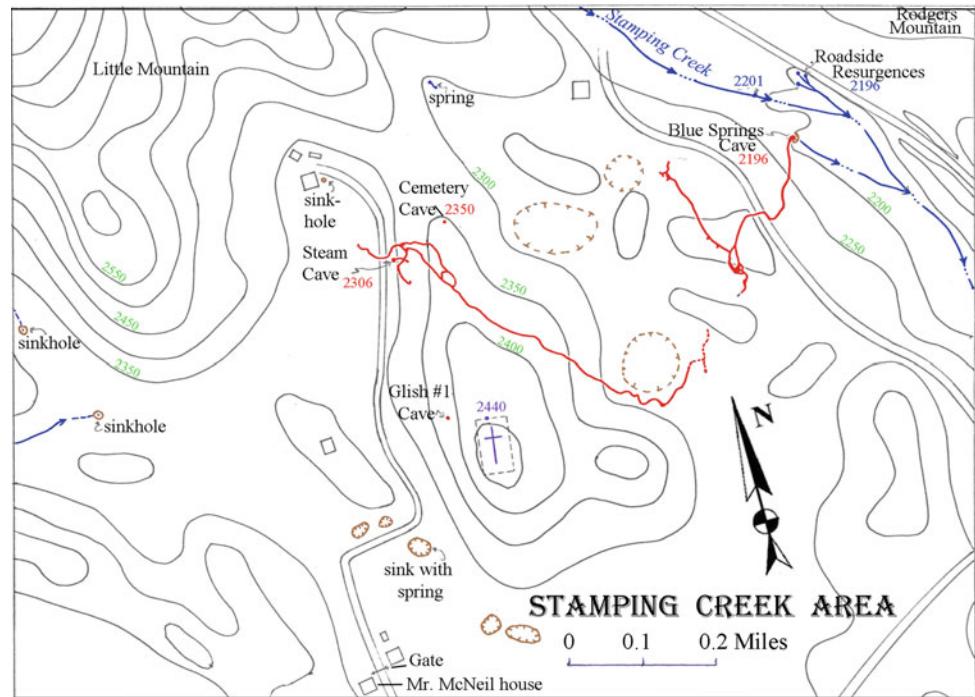 Rodgers
Mountain
Little Mountain
Stamping Creek
2201
Roadside
Resurgences
2196
spring
Blue Springs
Cave
2196
2300
Cemetery
Cave 2350
sink-
hole
2200
2250
Steam
Cave
2306
2550
2450
2350
2350
2400
sinkhole
Glish #1
Cave
2440
sinkhole
N
sink with
spring
STAMPING CREEK AREA
0 0.1 0.2 Miles
Gate
Mr. McNeil house